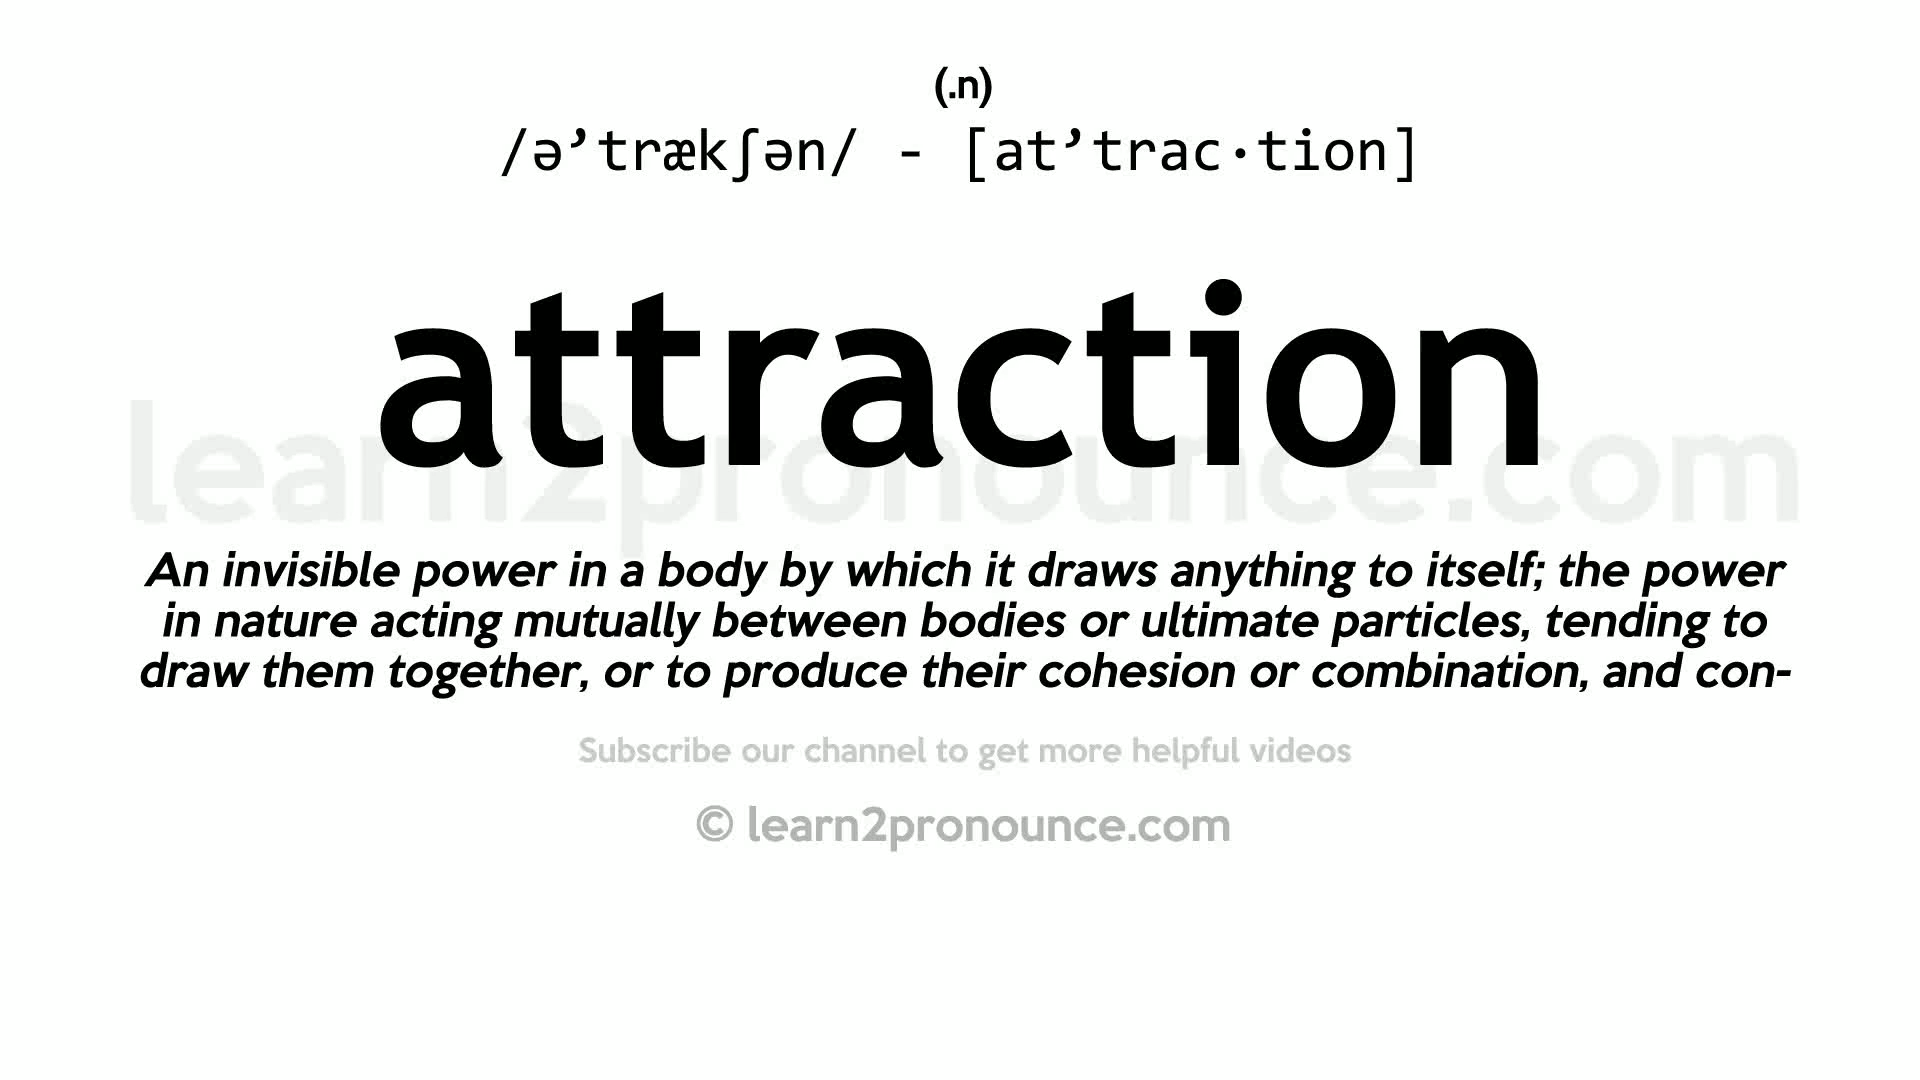 (.n)
/ə’trækʃən/ - [at’trac·tion]
attraction
learn2pronounce.com
An invisible power in a body by which it draws anything to itself; the power
in nature acting mutually between bodies or ultimate particles, tending to
draw them together, or to produce their cohesion or combination, and con-
Subscribe our channel to get more helpful videos
© learn2pronounce.com